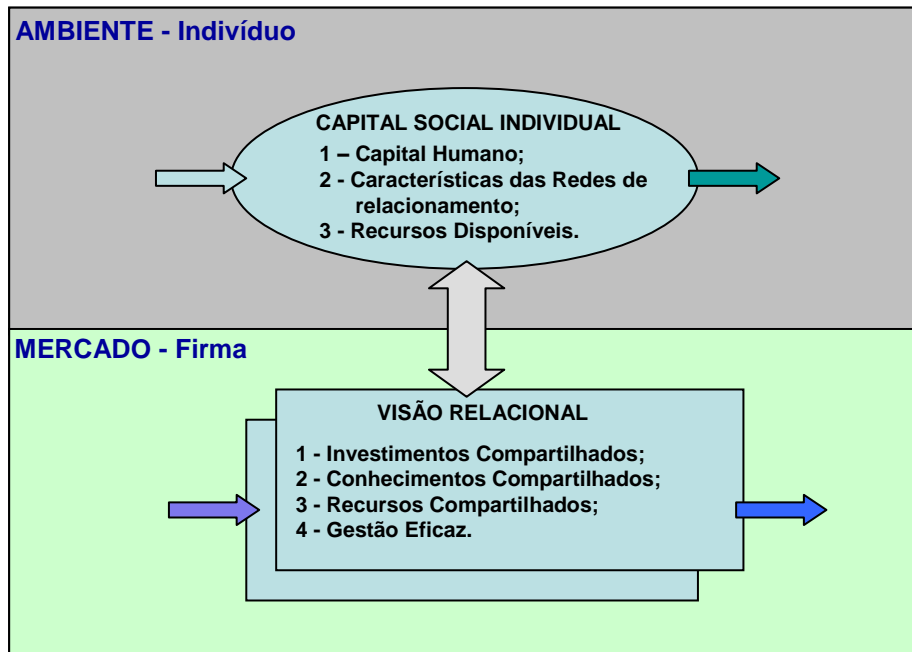 AMBIENTE - Indivíduo
CAPITAL SOCIAL INDIVIDUAL
1 – Capital Humano;
2 - Características das Redes de
relacionamento;
3 - Recursos Disponíveis.
MERCADO - Firma
VISÃO RELACIONAL
1 - Investimentos Compartilhados;
2 - Conhecimentos Compartilhados;
3 - Recursos Compartilhados;
4 - Gestão Eficaz.